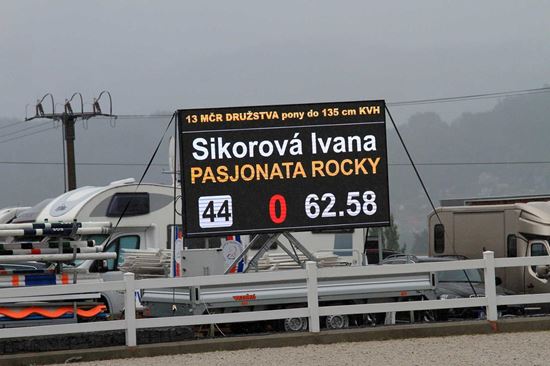 13 MČR DRUŽSTVA pony do 135 cm KVH
Sikorová Ivana
PASJONATA ROCKY
44 0 62.58